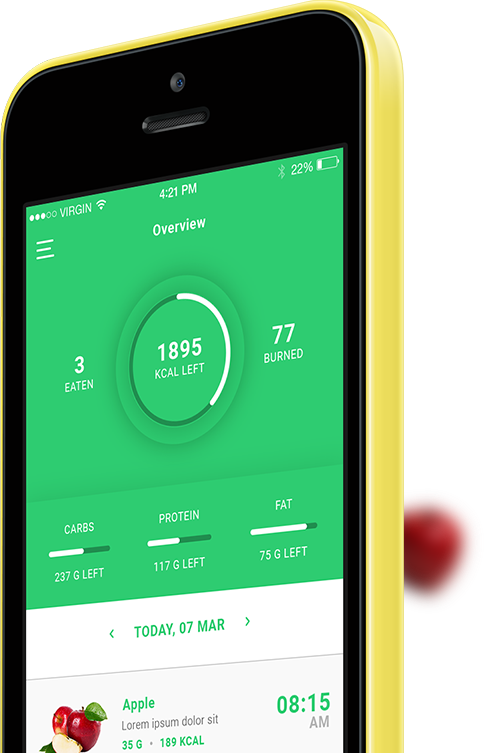 VIRGIN 4:21 PM 22%
Overview
3
EATEN
1895
KCAL LEFT
77
BURNED
CARBS
237 G LEFT
PROTEIN
117 G LEFT
FAT
75 G LEFT
‹ TODAY, 07 MAR ›
Apple
Lorem ipsum dolor sit
35 G • 189 KCAL
08:15
AM